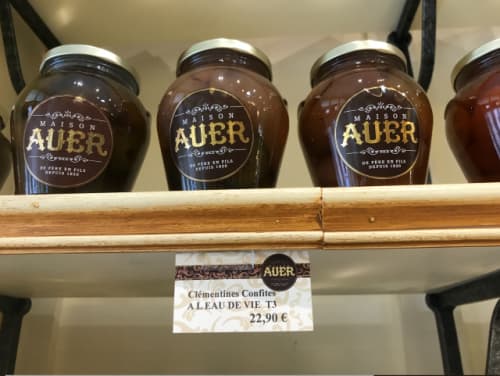 MAISON
AUER
DE PÈRE EN FILS
DEPUIS 1820
MAISON
AUER
DE PÈRE EN FILS
DEPUIS 1820
MAISON
AUER
DE PÈRE EN FILS
DEPUIS 1820
AUER
Clémentines Confites
A L EAU DE VIE T3
22,90 €